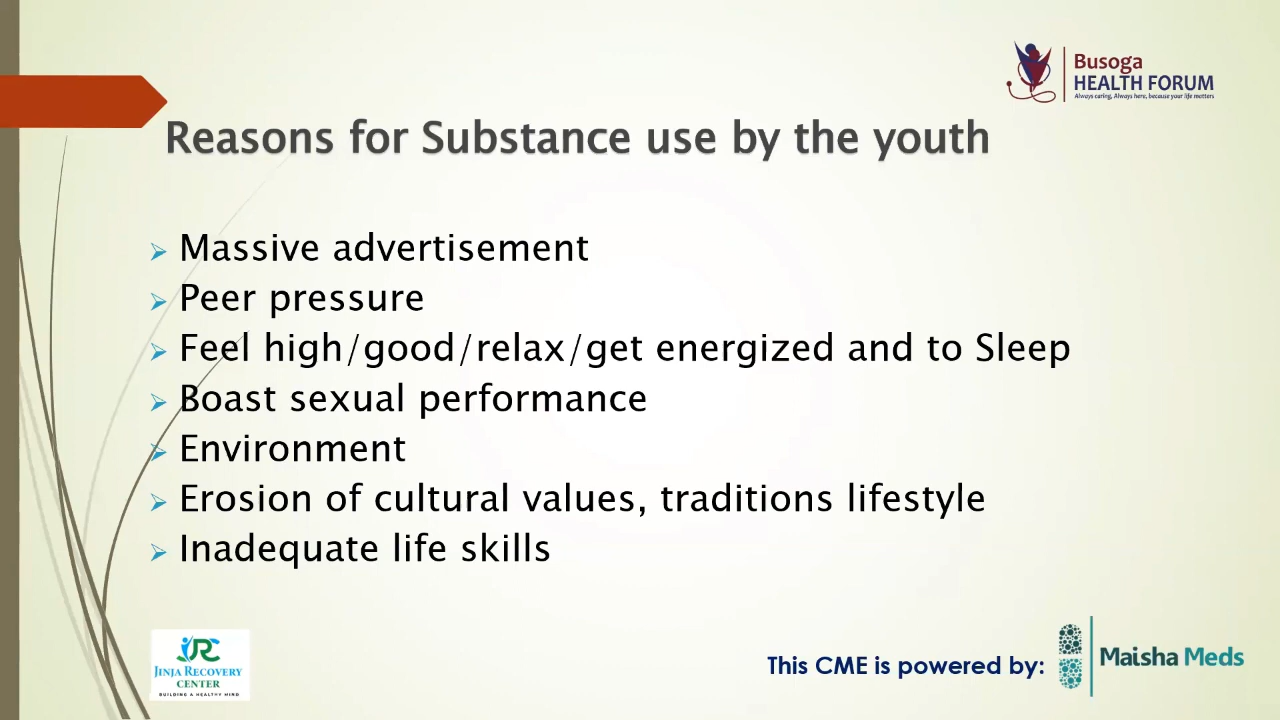 Busoga
HEALTH FORUM
Always caring, Always here, because your life matters
Reasons for Substance use by the youth
Massive advertisement
Peer pressure
Feel high/good/relax/get energized and to Sleep
Boast sexual performance
Environment
Erosion of cultural values, traditions lifestyle
Inadequate life skills
JRC
JINJA RECOVERY
CENTER
BUILDING A HEALTHY MIND
This CME is powered by:
Maisha Meds